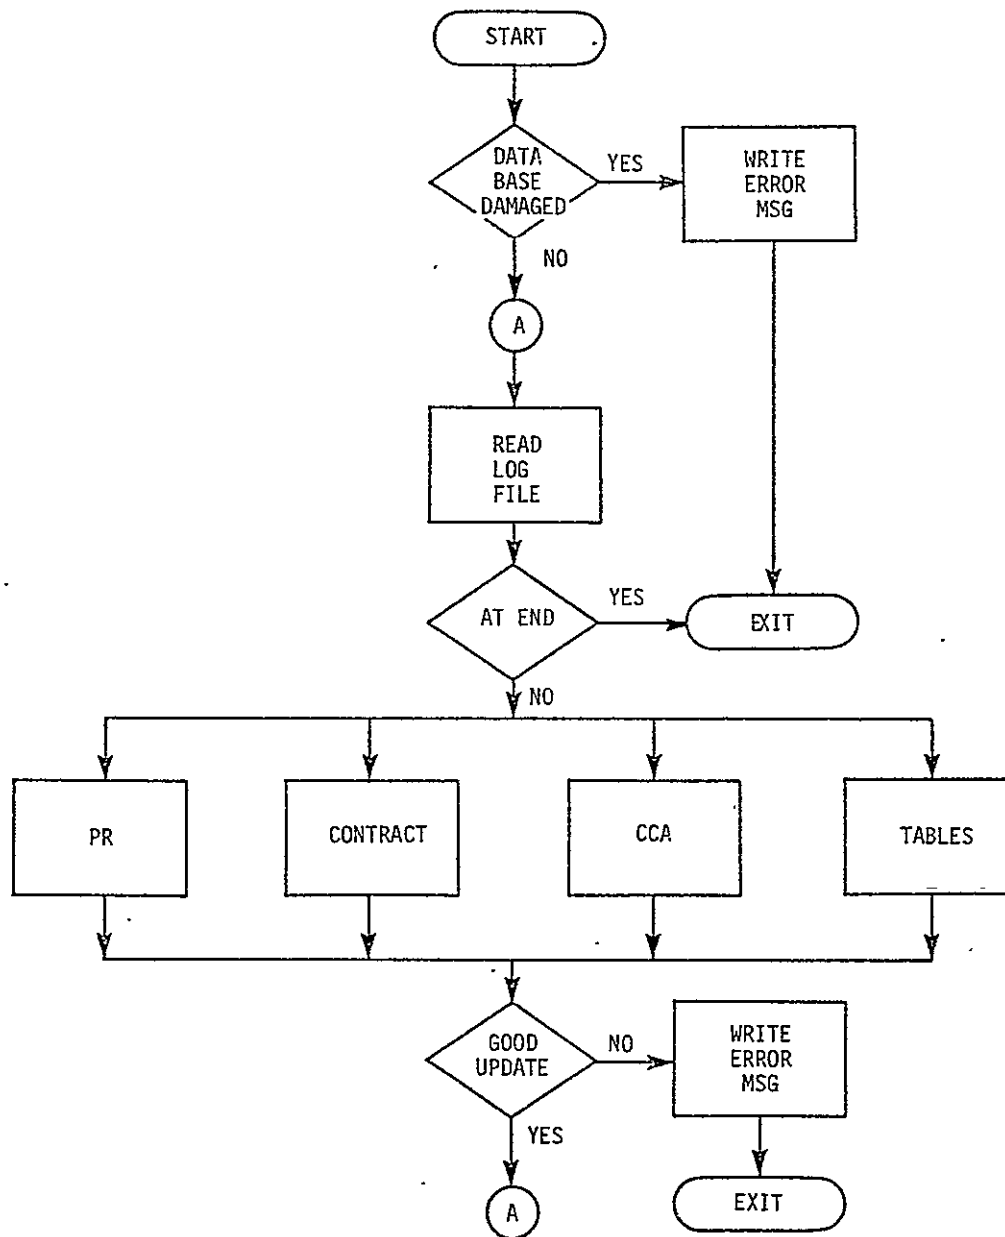 START
DATA
BASE
DAMAGED
YES
WRITE
ERROR
MSG
NO
A
READ
LOG
FILE
AT END
YES
EXIT
NO
PR
CONTRACT
CCA
TABLES
GOOD
UPDATE
NO
WRITE
ERROR
MSG
YES
A
EXIT